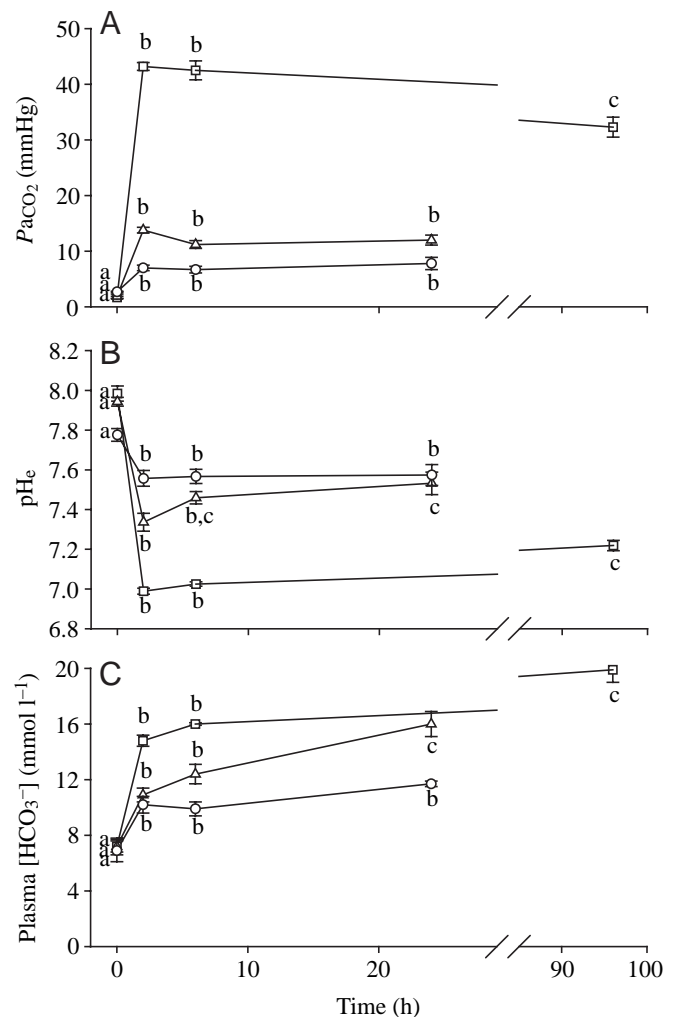 A
50
40
30
20
10
0
PaCO2 (mmHg)
b
b
c
b
b
b
a
a
a
b
b
b
B
8.2
8.0
7.8
7.6
7.4
7.2
7.0
6.8
pHe
a
a
a
b
b
b
b
b,c
c
b
b
c
C
20
16
12
8
4
0
Plasma [HCO3−] (mmol l−1)
b
b
c
b
b
c
a
a
a
b
b
b
0 10 20 90 100
Time (h)